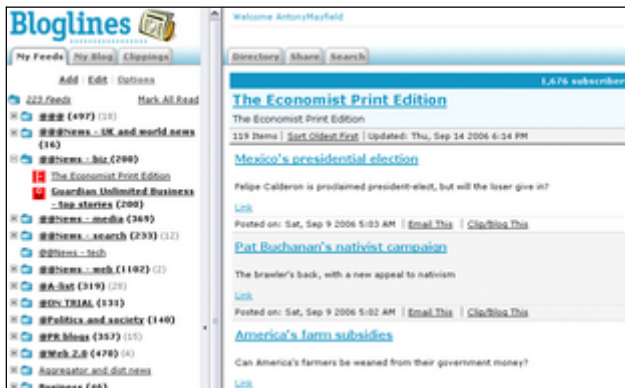 Bloglines
Welcome AntonyMayfield
My Feeds My Blog Clippings
Directory Share Search
Add | Edit | Options
223 feeds Mark All Read
@@@ (497) (18)
@@@News - UK and world news
(16)
@@News - biz (200)
The Economist Print Edition
Guardian Unlimited Business
- top stories (200)
@@News - media (369)
@@News - search (233) (12)
@@News - tech
@@News - web (1102) (2)
@A-list (319) (28)
@ON TRIAL (131)
@Politics and society (140)
@PR blogs (357) (15)
@Web 2.0 (470) (4)
Aggregator and dist news
Business (46)
1,676 subscriber
The Economist Print Edition
The Economist Print Edition
119 Items | Sort Oldest First | Updated: Thu, Sep 14 2006 6:14 PM
Mexico's presidential election
Felipe Calderon is proclaimed president-elect, but will the loser give in?
Link
Posted on: Sat, Sep 9 2006 5:03 AM | Email This | Clip/Blog This
Pat Buchanan's nativist campaign
The brawler's back, with a new appeal to nativism
Link
Posted on: Sat, Sep 9 2006 5:02 AM | Email This | Clip/Blog This
America's farm subsidies
Can America's farmers be weaned from their government money?
Link